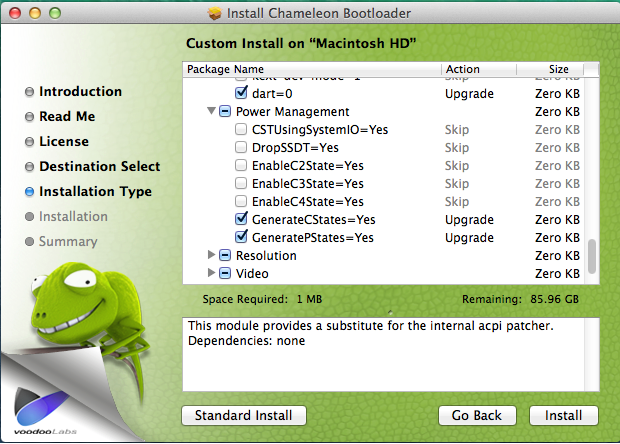 Install Chameleon Bootloader
Custom Install on “Macintosh HD”
Introduction
Read Me
License
Destination Select
Installation Type
Installation
Summary
Package Name Action Size
dart=0 Upgrade Zero KB
Power Management Zero KB
CSTUsingSystemIO=Yes Skip Zero KB
DropSSDT=Yes Skip Zero KB
EnableC2State=Yes Skip Zero KB
EnableC3State=Yes Skip Zero KB
EnableC4State=Yes Skip Zero KB
GenerateCStates=Yes Upgrade Zero KB
GeneratePStates=Yes Upgrade Zero KB
Resolution Zero KB
Video Zero KB
Space Required: 1 MB Remaining: 85.96 GB
This module provides a substitute for the internal acpi patcher.
Dependencies: none
voodooLabs
Standard Install Go Back Install